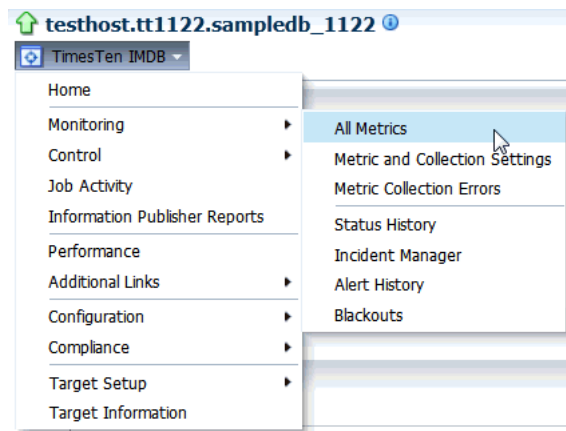 testhost.tt1122.sampledb_1122
TimesTen IMDB
Home
Monitoring
Control
Job Activity
Information Publisher Reports
Performance
Additional Links
Configuration
Compliance
Target Setup
Target Information
All Metrics
Metric and Collection Settings
Metric Collection Errors
Status History
Incident Manager
Alert History
Blackouts